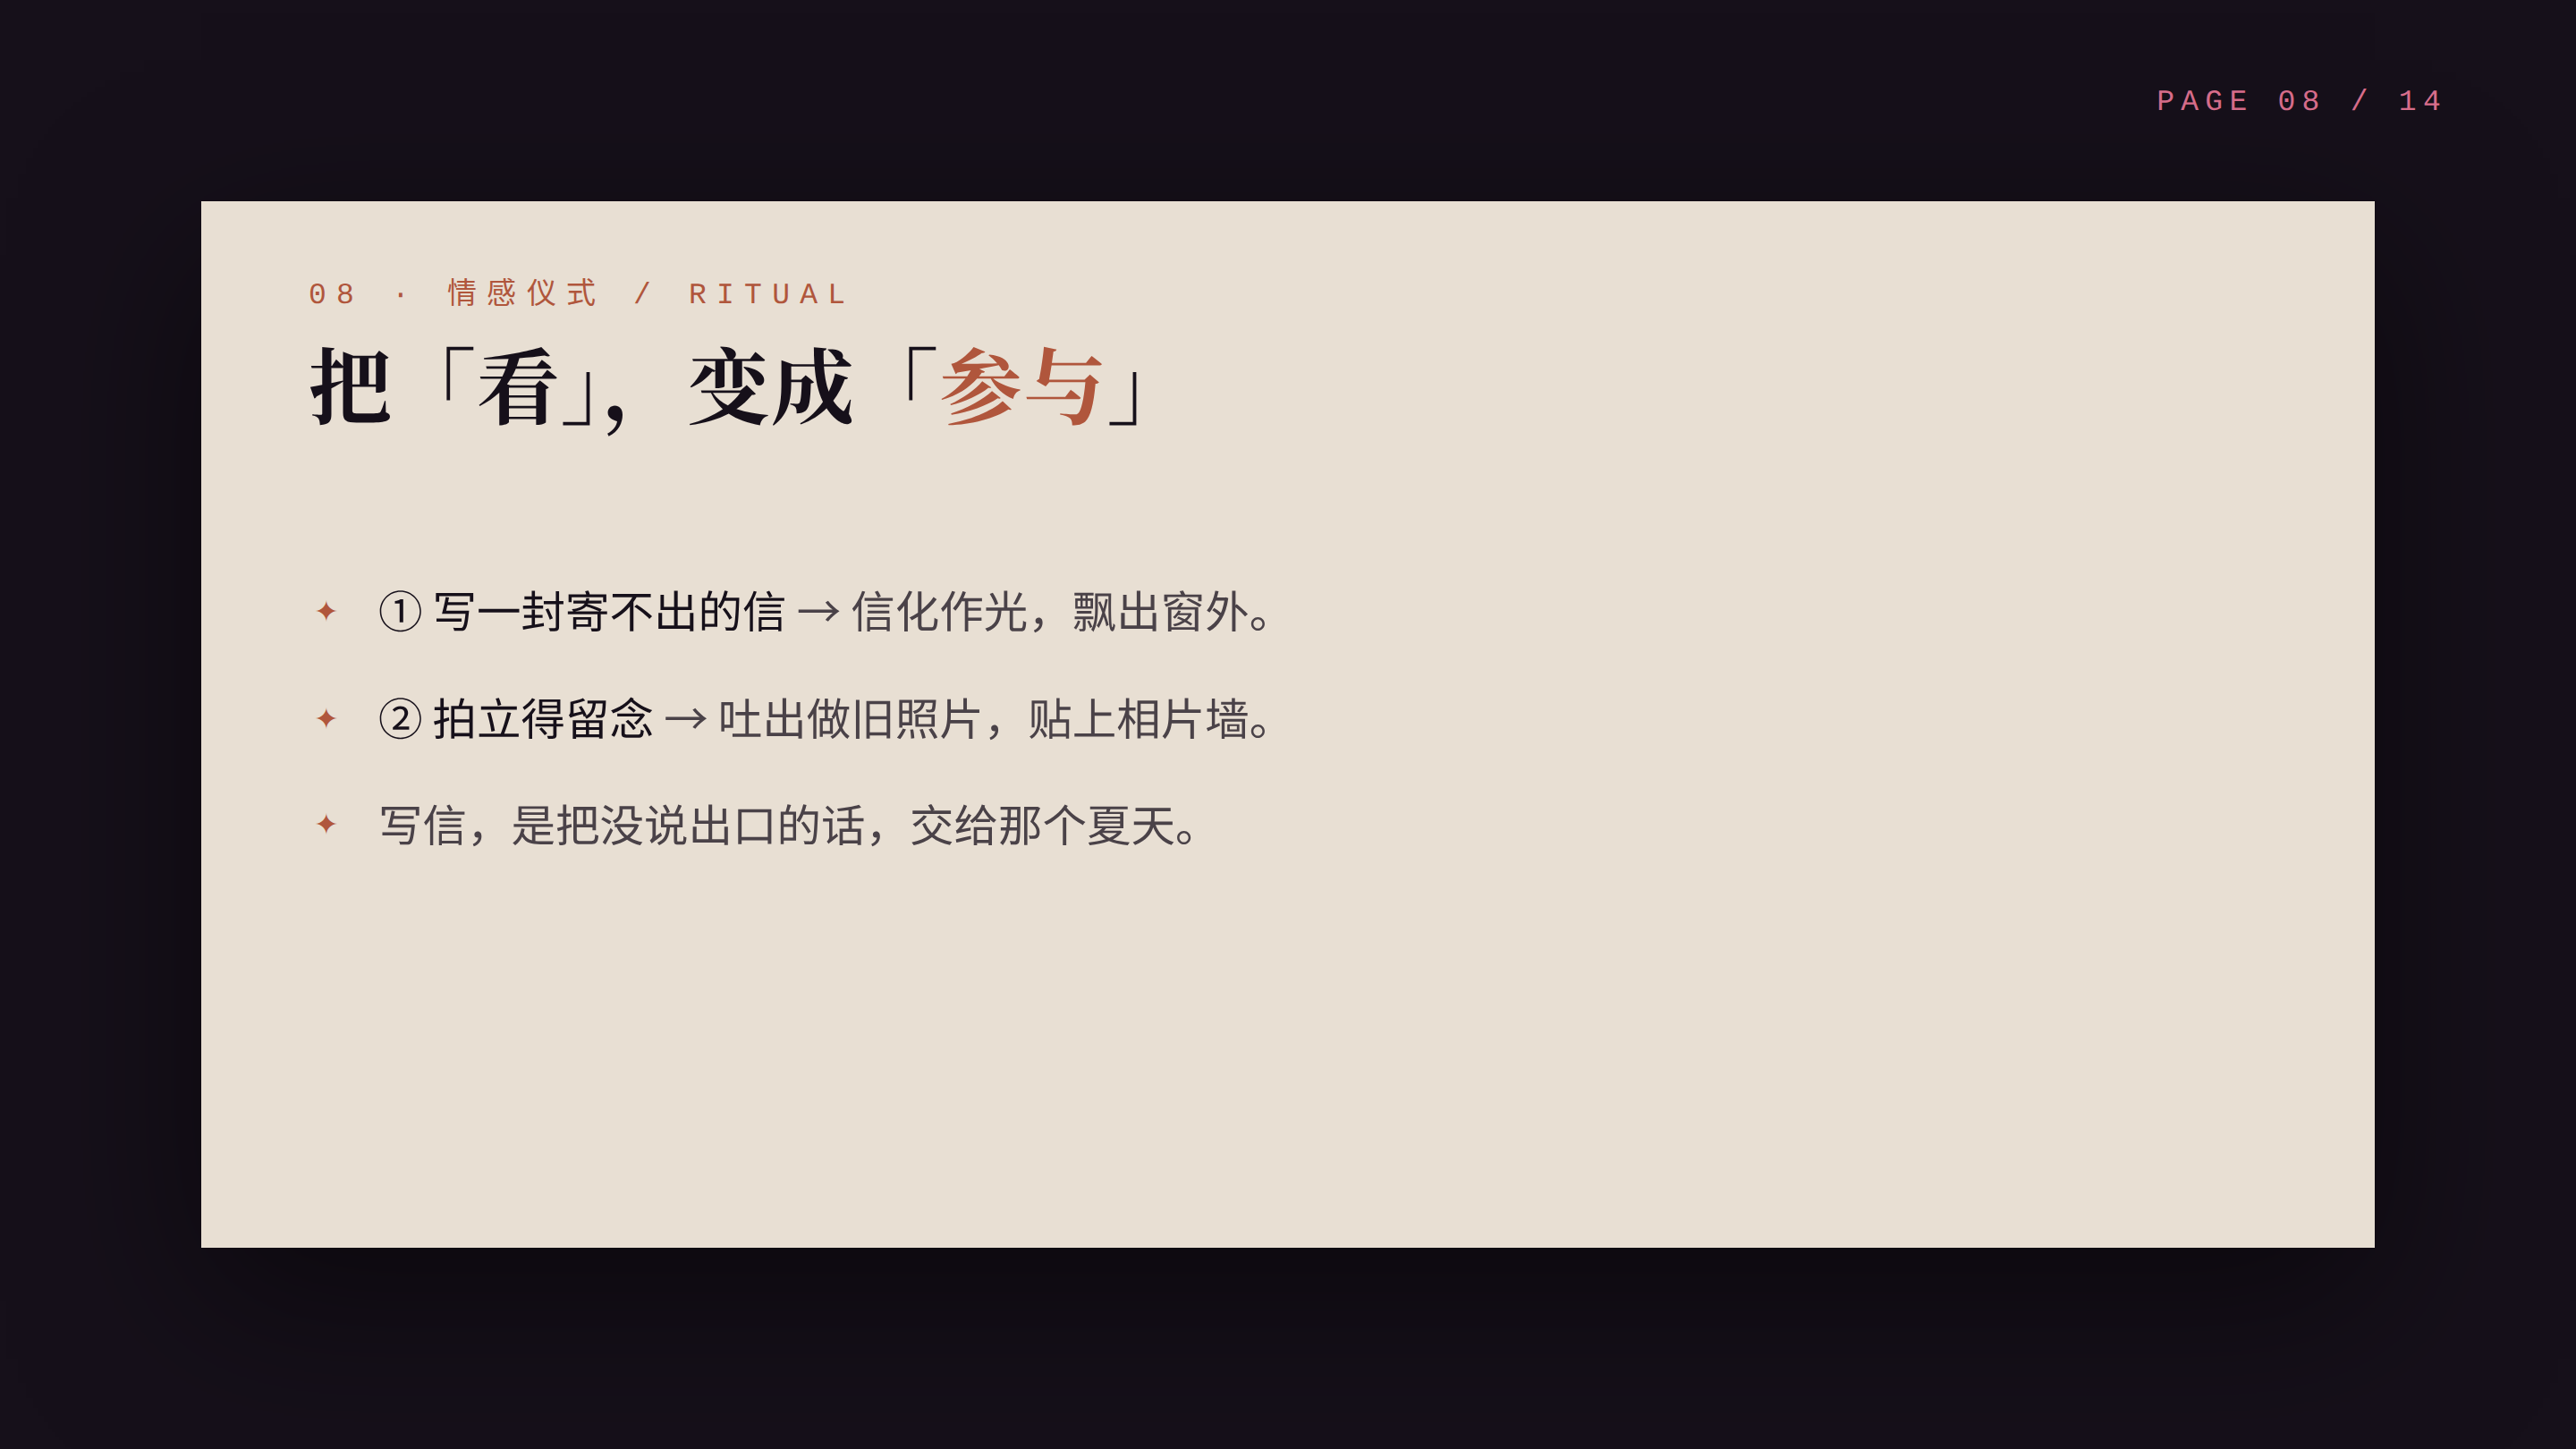 PAGE 08 / 14
08 · 情感仪式 / RITUAL
把「看」，变成「参与」
✦ ① 写一封寄不出的信 → 信化作光，飘出窗外。
✦ ② 拍立得留念 → 吐出做旧照片，贴上相片墙。
✦ 写信，是把没说出口的话，交给那个夏天。